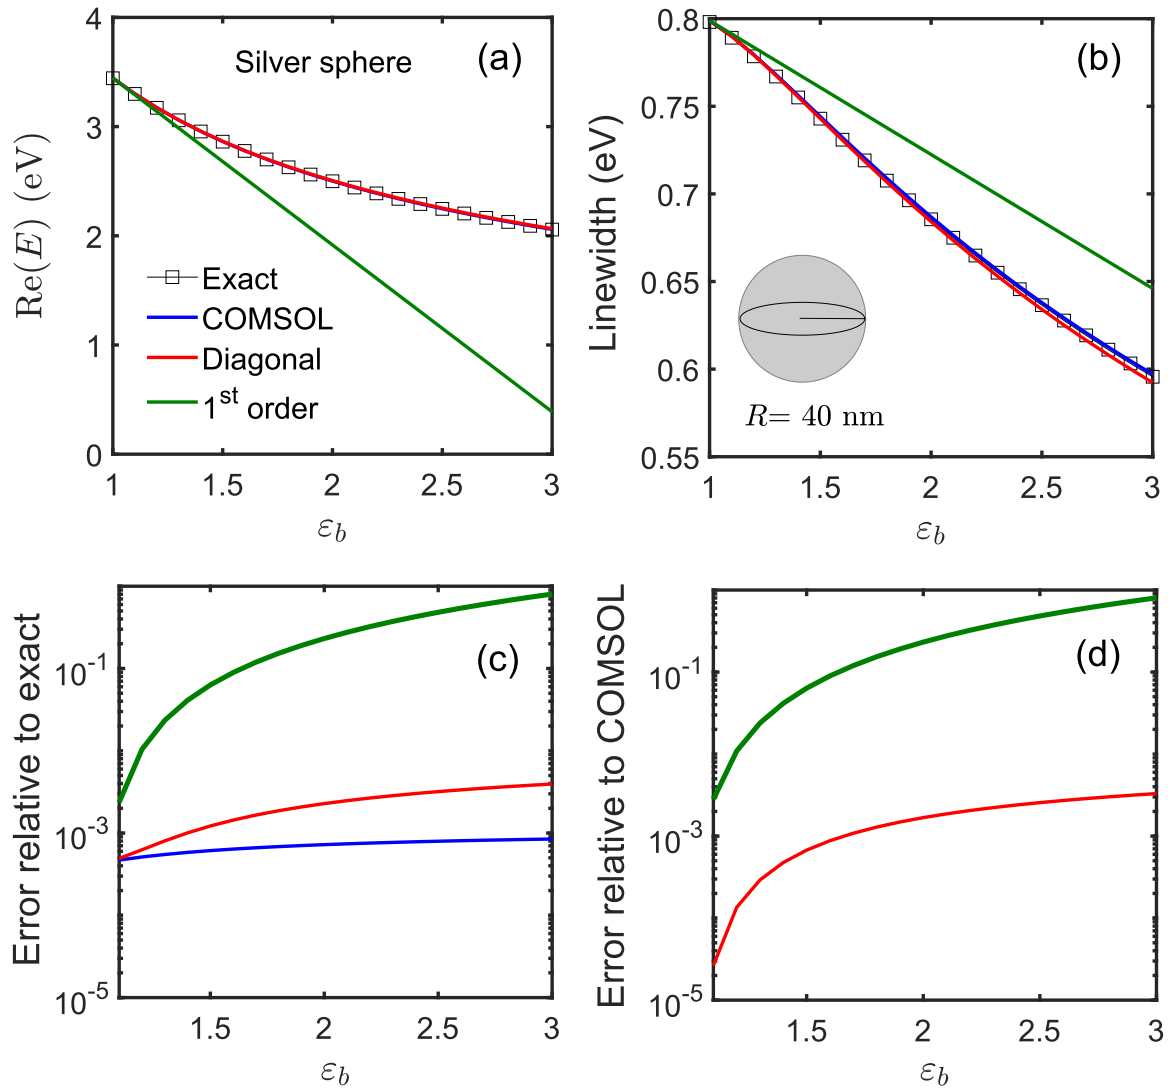 (a)
Silver sphere
Re(E) (eV)
4
3
2
1
0
Exact
COMSOL
Diagonal
1st order
1
1.5
2
2.5
3
εb
(b)
Linewidth (eV)
0.8
0.75
0.7
0.65
0.6
0.55
R= 40 nm
1
1.5
2
2.5
3
εb
(c)
Error relative to exact
10-1
10-3
10-5
1.5
2
2.5
3
εb
(d)
Error relative to COMSOL
10-1
10-3
10-5
1.5
2
2.5
3
εb